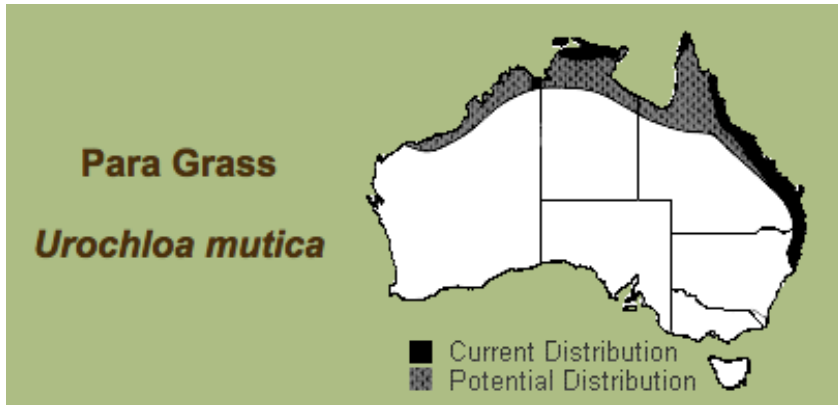 Para Grass
Urochloa mutica
Current Distribution
Potential Distribution